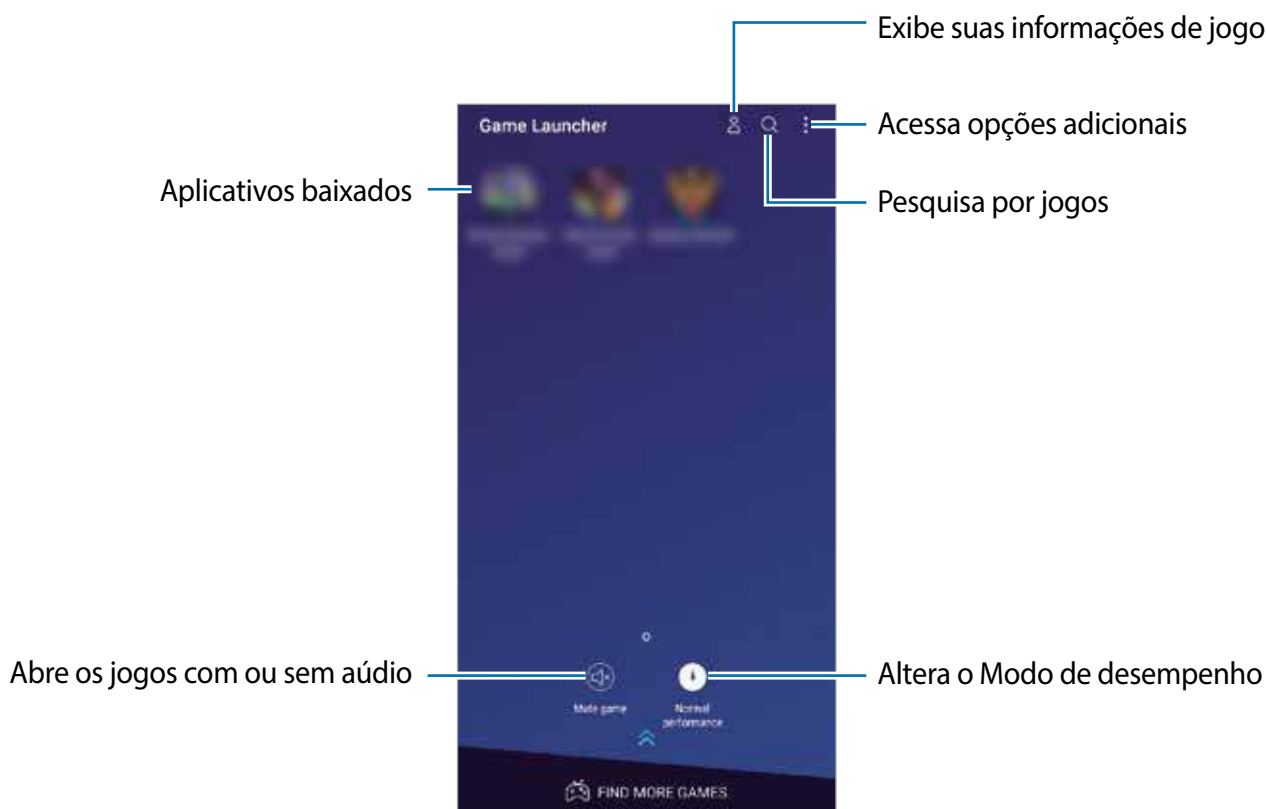 Exibe suas informações de jogo
Game Launcher
Acessa opções adicionais
Aplicativos baixados
Pesquisa por jogos
Abre os jogos com ou sem aúdio
Altera o Modo de desempenho
Mute game
Normal
performance
FIND MORE GAMES